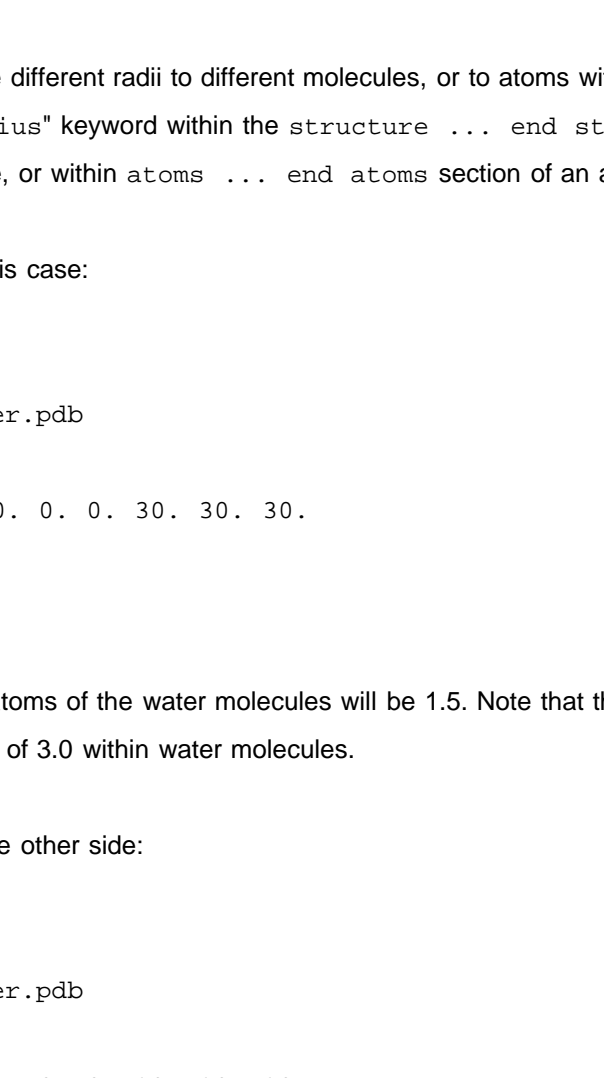 different radii to different molecules, or to atoms
ius" keyword within the structure ... end st
, or within atoms ... end atoms section of an
is case:
er.pdb
0. 0. 0. 30. 30. 30.
toms of the water molecules will be 1.5. Note that
of 3.0 within water molecules.
e other side:
er.pdb